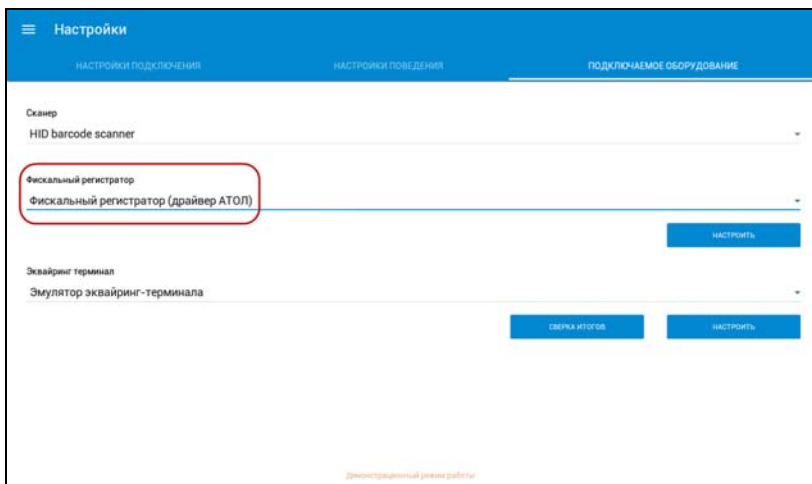 Настройки
НАСТРОЙКИ ПОДКЛЮЧЕНИЯ НАСТРОЙКИ ПОВЕДЕНИЯ ПОДКЛЮЧАЕМОЕ ОБОРУДОВАНИЕ
Сканер
HID barcode scanner
Фискальный регистратор
Фискальный регистратор (драйвер АТОЛ)
НАСТРОИТЬ
Эквайринг терминал
Эмулятор эквайринг-терминала
СВЕРКА ИТОГОВ НАСТРОИТЬ
Демонстрационный режим работы